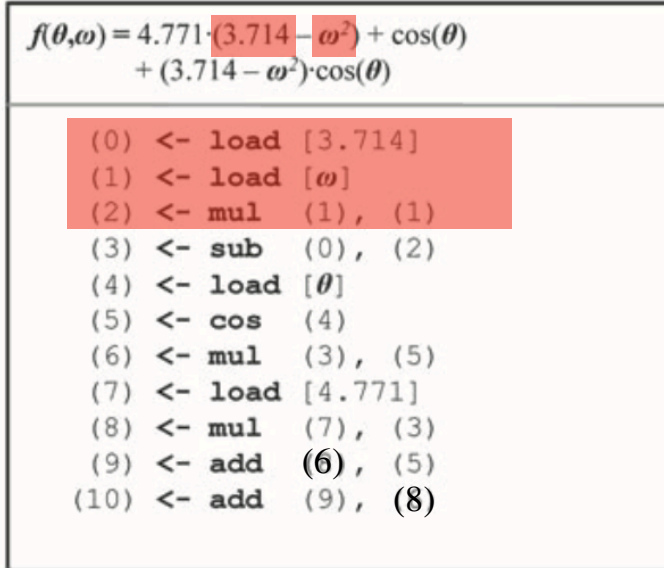 f(θ,ω) = 4.771·(3.714 – ω²) + cos(θ)
+ (3.714 – ω²)·cos(θ)
(0) <- load [3.714]
(1) <- load [ω]
(2) <- mul (1), (1)
(3) <- sub (0), (2)
(4) <- load [θ]
(5) <- cos (4)
(6) <- mul (3), (5)
(7) <- load [4.771]
(8) <- mul (7), (3)
(9) <- add (6), (5)
(10) <- add (9), (8)